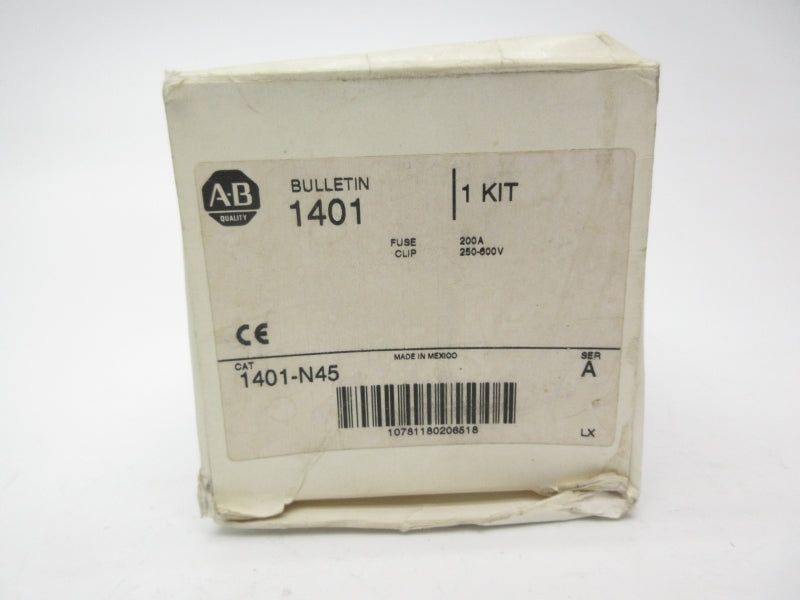 A-B
QUALITY
BULLETIN
1401
1 KIT
FUSE 200A
CLIP 250-600V
CE
MADE IN MEXICO
CAT
1401-N45
SER
A
10781180206518
LX